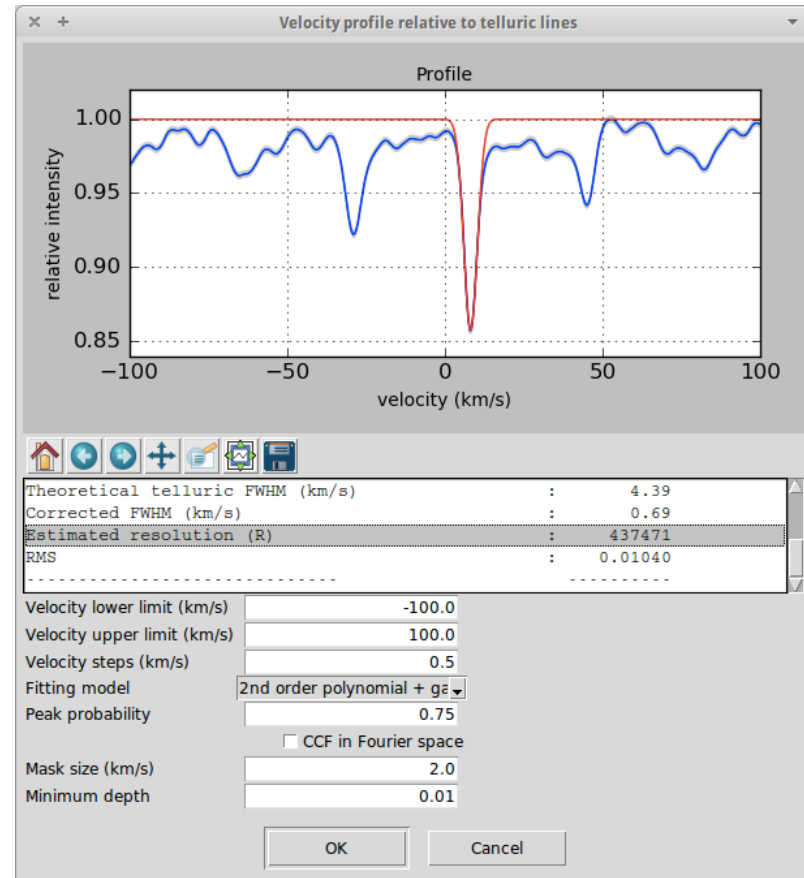 Velocity profile relative to telluric lines
Profile
1.00
0.95
0.90
0.85
relative intensity
−100 −50 0 50 100
velocity (km/s)
Theoretical telluric FWHM (km/s) : 4.39
Corrected FWHM (km/s) : 0.69
Estimated resolution (R) : 437471
RMS : 0.01040
------------------------------ ----------
Velocity lower limit (km/s) -100.0
Velocity upper limit (km/s) 100.0
Velocity steps (km/s) 0.5
Fitting model 2nd order polynomial + ga
Peak probability 0.75
CCF in Fourier space
Mask size (km/s) 2.0
Minimum depth 0.01
OK Cancel